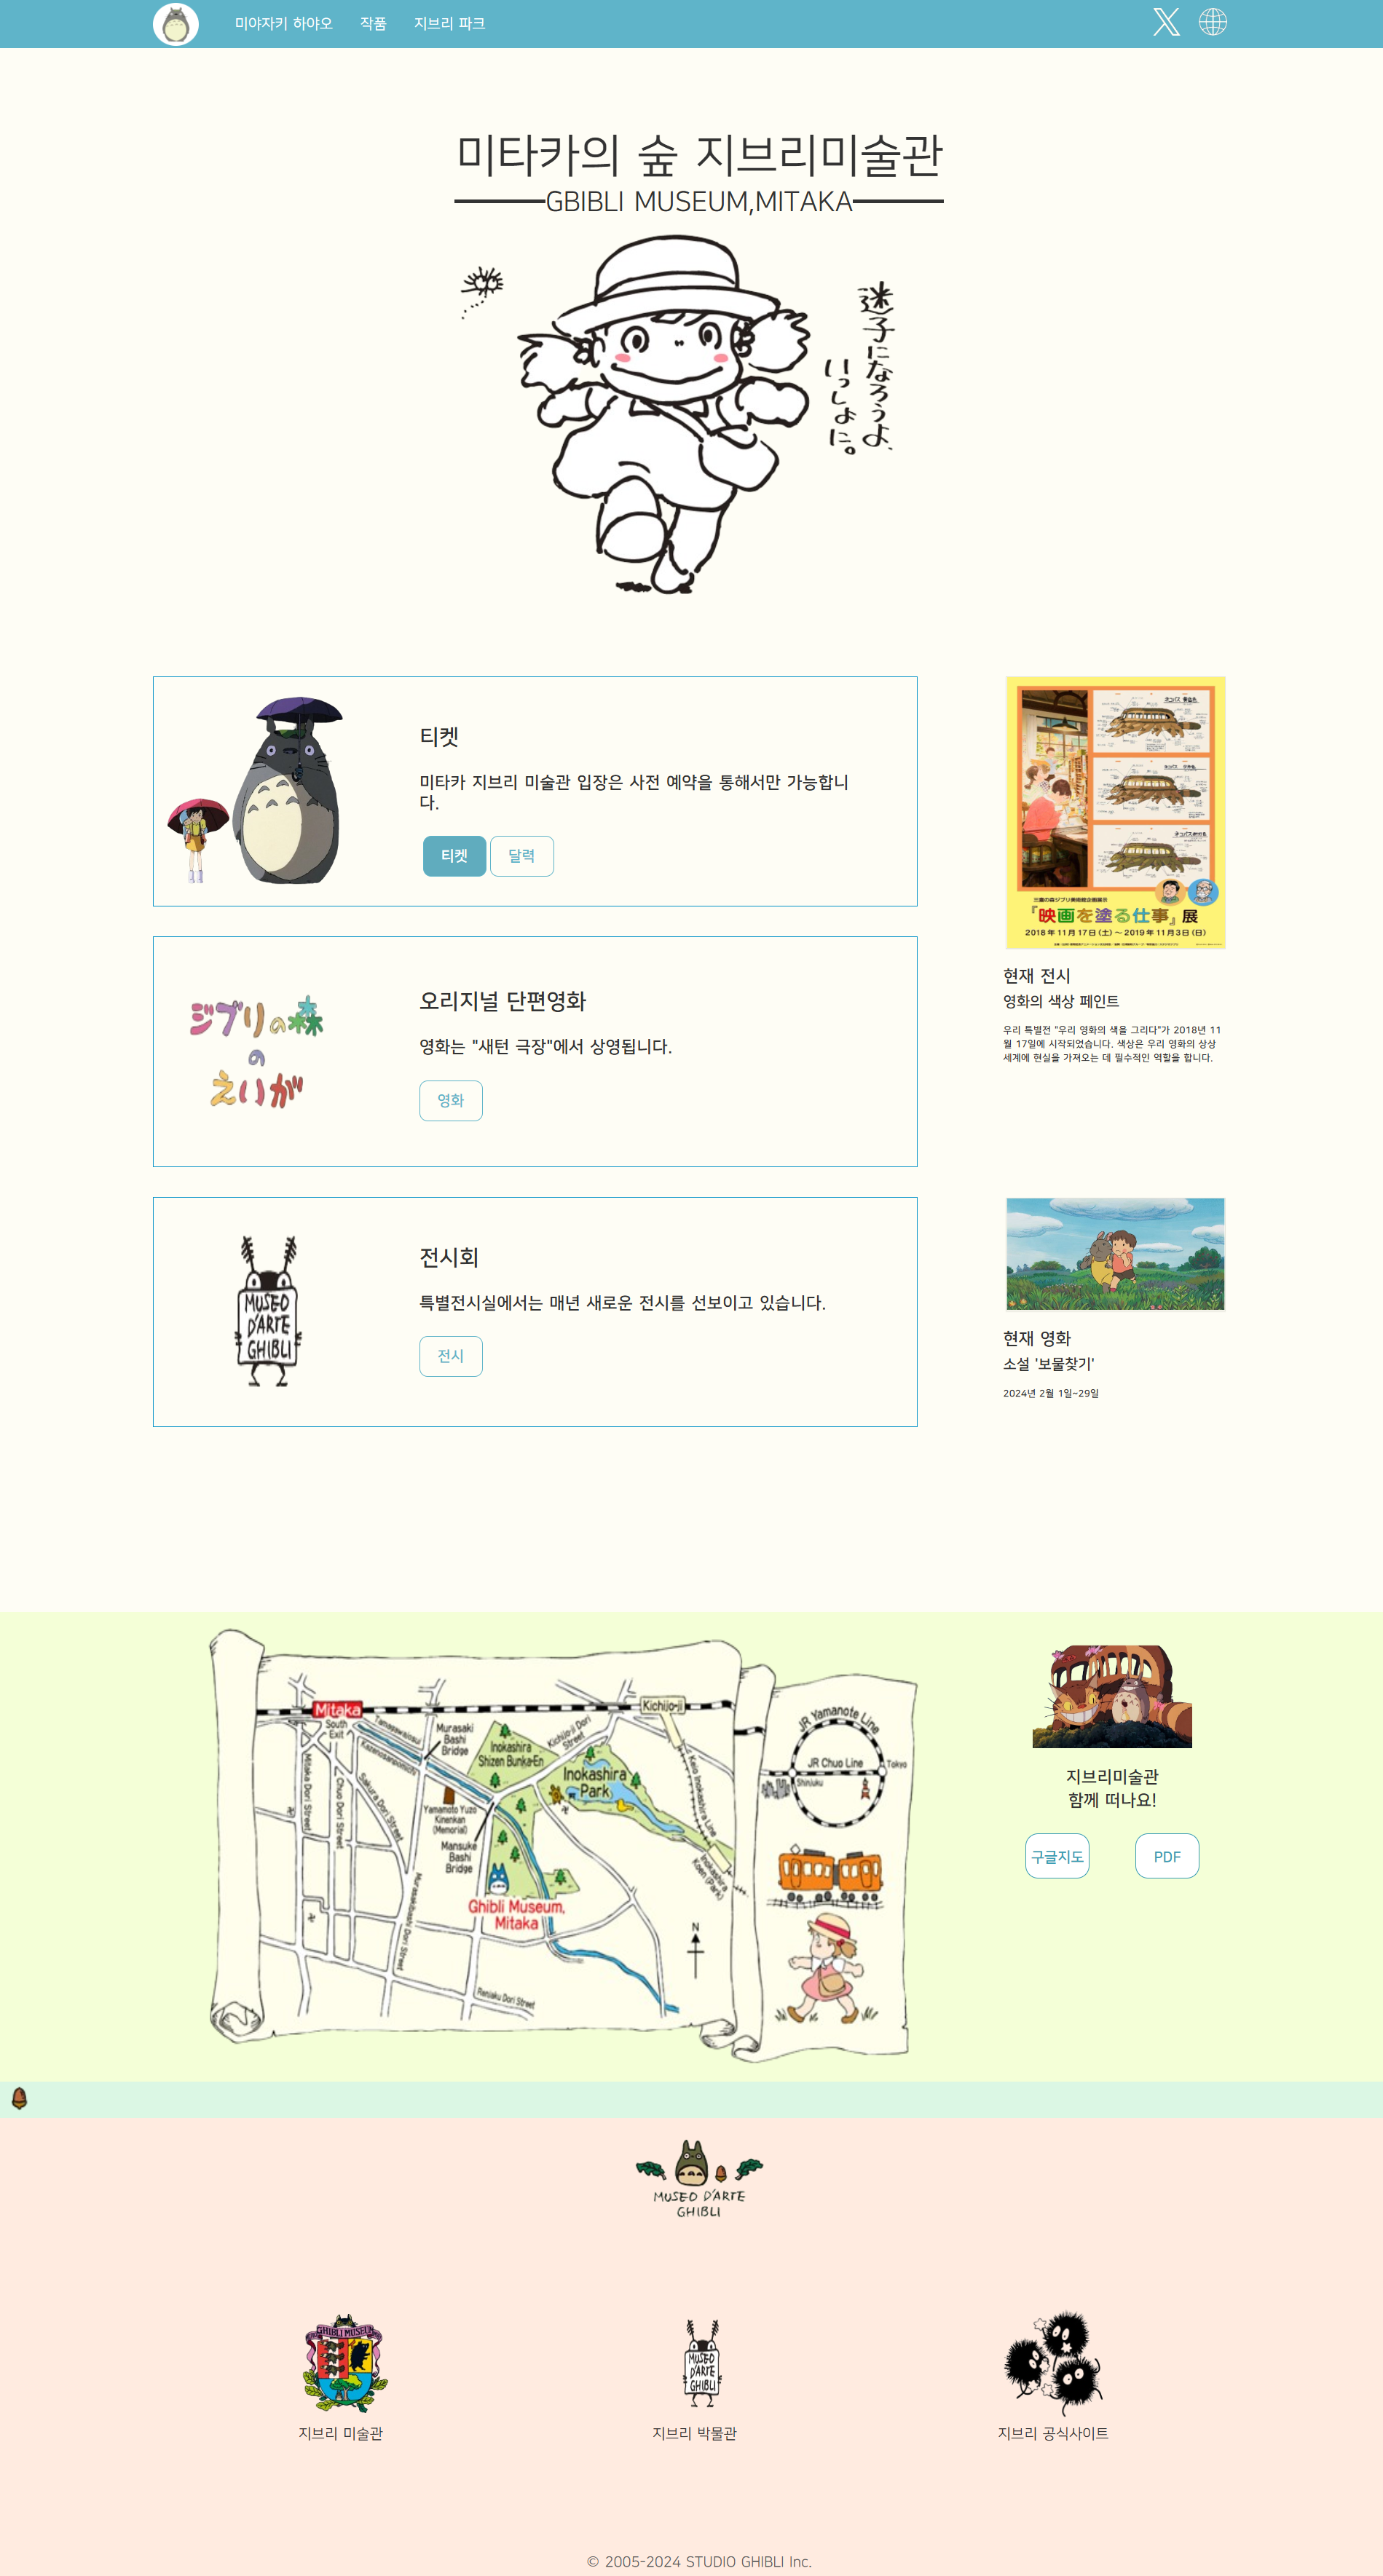 미야자키 하야오 작품 지브리 파크
미타카의 숲 지브리미술관
GBIBLI MUSEUM,MITAKA
迷子になろうよ、
いっしょに。
티켓
미타카 지브리 미술관 입장은 사전 예약을 통해서만 가능합니
다.
티켓 달력
ジブリの森
の
えいが
오리지널 단편영화
영화는 "새턴 극장"에서 상영됩니다.
영화
MUSEO
D'ARTE
GHIBLI
전시회
특별전시실에서는 매년 새로운 전시를 선보이고 있습니다.
전시
三鷹の森ジブリ美術館企画展示
『映画を塗る仕事』展
2018年11月17日(土)～2019年11月3日(日)
현재 전시
영화의 색상 페인트
우리 특별전 "우리 영화의 색을 그리다"가 2018년 11
월 17일에 시작되었습니다. 색상은 우리 영화의 상상
세계에 현실을 가져오는 데 필수적인 역할을 합니다.
현재 영화
소설 '보물찾기'
2024년 2월 1일~29일
Mitaka
South
Exit
Murasaki
Bashi
Bridge
Inokashira
Shizen Bunka-En
Kichijo-ji Dori
Street
Kichijo-ji
Inokashira
Park
Mitaka Dori Street
Chuo Dori Street
Sakura Dori Street
Yamamoto Yuzo
Kinenkan
(Memorial)
Mansuke
Bashi
Bridge
Keio Inokashira Line
Inokashira
Koen (Park)
Ghibli Museum,
Mitaka
N
JR Yamanote Line
JR Chuo Line
Tokyo
Shinjuku
지브리미술관
함께 떠나요!
구글지도 PDF
MUSEO D'ARTE
GHIBLI
GHIBLI MUSEUM
MUSEO
D'ARTE
GHIBLI
지브리 미술관 지브리 박물관 지브리 공식사이트
© 2005-2024 STUDIO GHIBLI Inc.